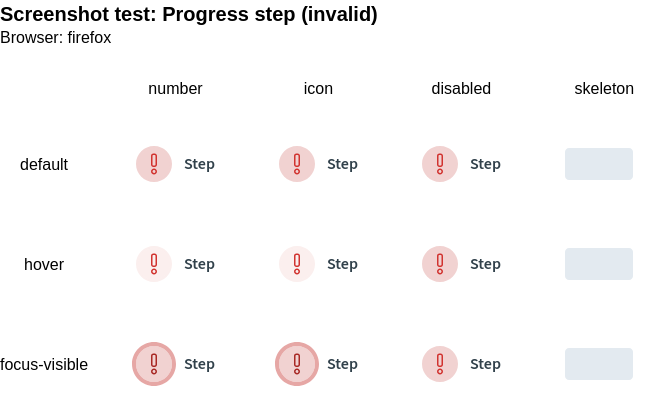 Screenshot test: Progress step (invalid)
Browser: firefox
number icon disabled skeleton
default Step Step Step
hover Step Step Step
focus-visible Step Step Step